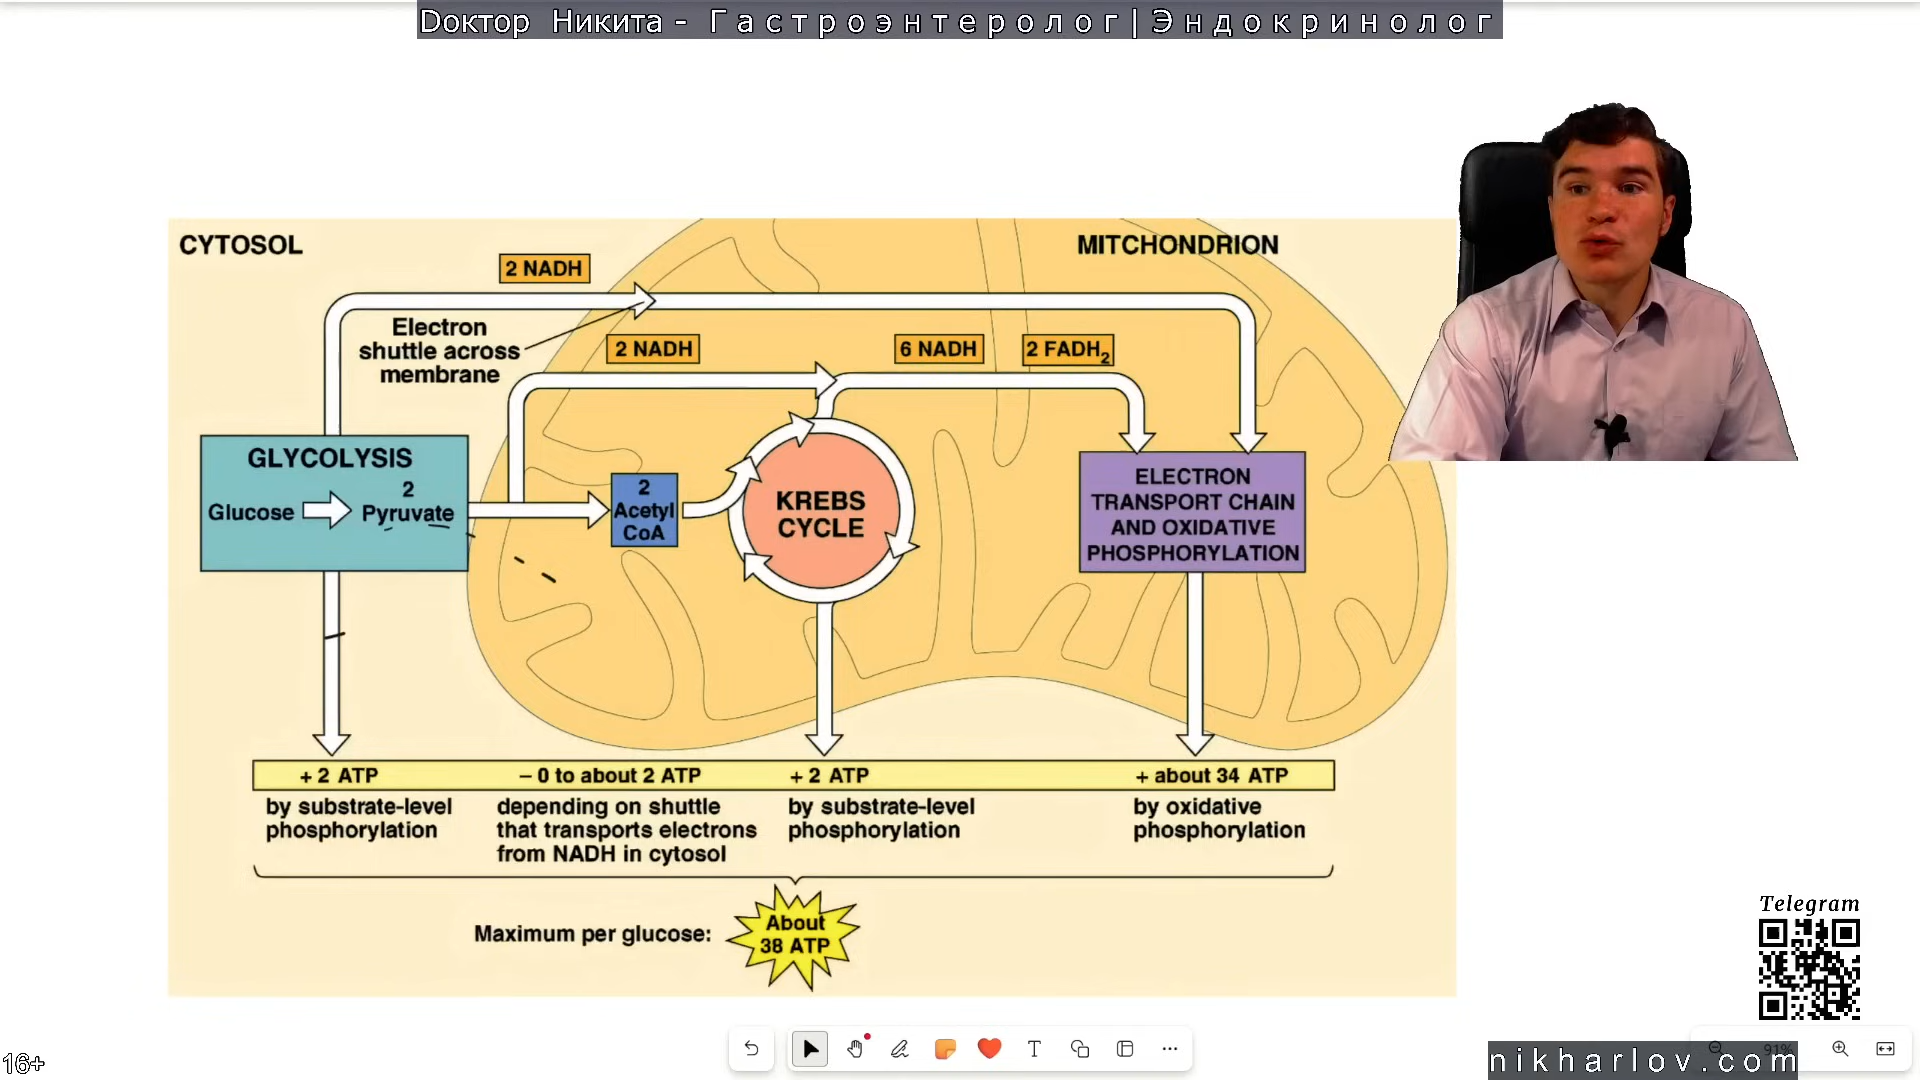 Dоктор Никита - Гастроэнтеролог|Эндокринолог
CYTOSOL
MITCHONDRION
2 NADH
Electron
shuttle across
membrane
2 NADH
6 NADH
2 FADH₂
GLYCOLYSIS
2
Glucose
Pyruvate
2
Acetyl
CoA
KREBS
CYCLE
ELECTRON
TRANSPORT CHAIN
AND OXIDATIVE
PHOSPHORYLATION
+ 2 ATP
by substrate-level
phosphorylation
– 0 to about 2 ATP
depending on shuttle
that transports electrons
from NADH in cytosol
+ 2 ATP
by substrate-level
phosphorylation
+ about 34 ATP
by oxidative
phosphorylation
Maximum per glucose:
About
38 ATP
Telegram
T
91%
nikharlov.com
16+